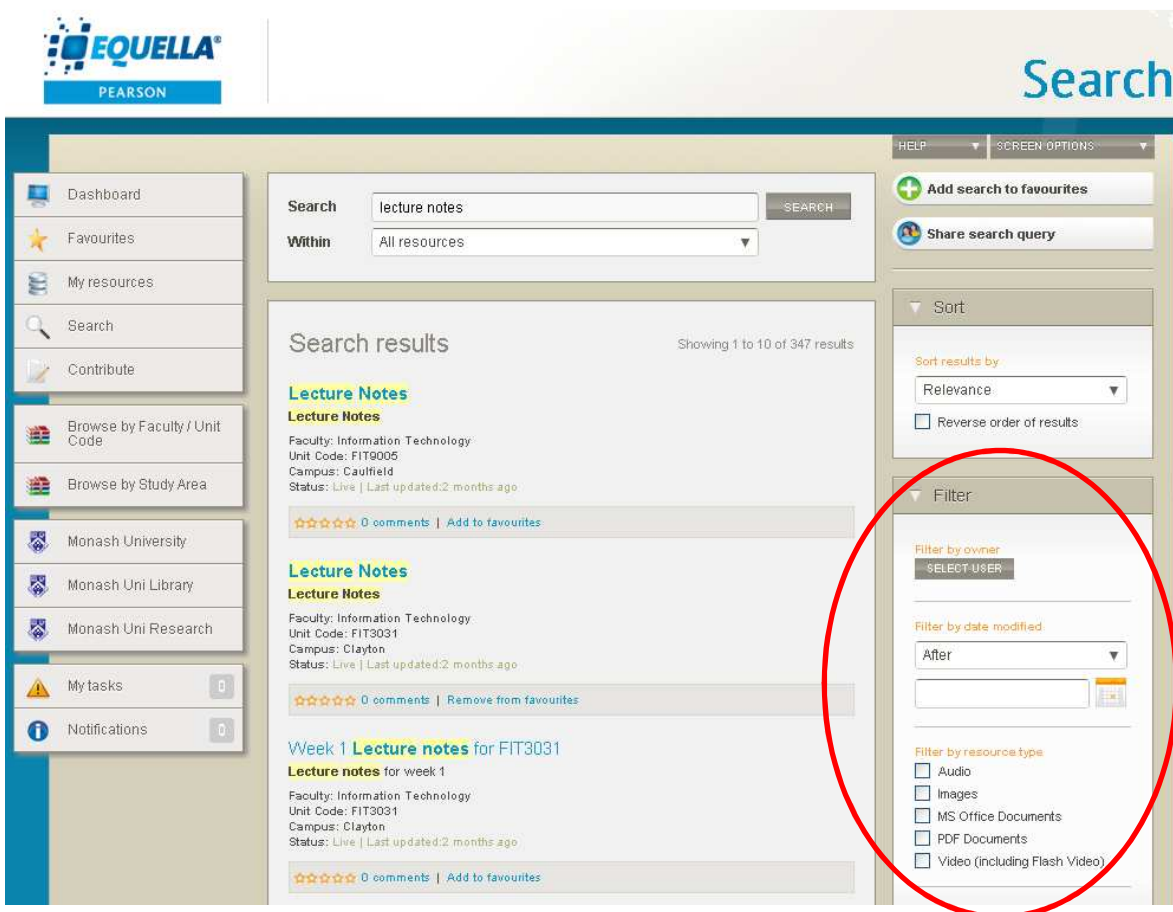 EQUELLA®
PEARSON
Search
HELP
SCREEN OPTIONS
Dashboard
Favourites
My resources
Search
Contribute
Browse by Faculty / Unit
Code
Browse by Study Area
Monash University
Monash Uni Library
Monash Uni Research
My tasks 0
Notifications 0
Search lecture notes SEARCH
Within All resources
Search results
Showing 1 to 10 of 347 results
Lecture Notes
Lecture Notes
Faculty: Information Technology
Unit Code: FIT9005
Campus: Caulfield
Status: Live | Last updated:2 months ago
0 comments | Add to favourites
Lecture Notes
Lecture Notes
Faculty: Information Technology
Unit Code: FIT3031
Campus: Clayton
Status: Live | Last updated:2 months ago
0 comments | Remove from favourites
Week 1 Lecture notes for FIT3031
Lecture notes for week 1
Faculty: Information Technology
Unit Code: FIT3031
Campus: Clayton
Status: Live | Last updated:2 months ago
0 comments | Add to favourites
Add search to favourites
Share search query
Sort
Sort results by
Relevance
Reverse order of results
Filter
Filter by owner
SELECT USER
Filter by date modified
After
Filter by resource type
Audio
Images
MS Office Documents
PDF Documents
Video (including Flash Video)